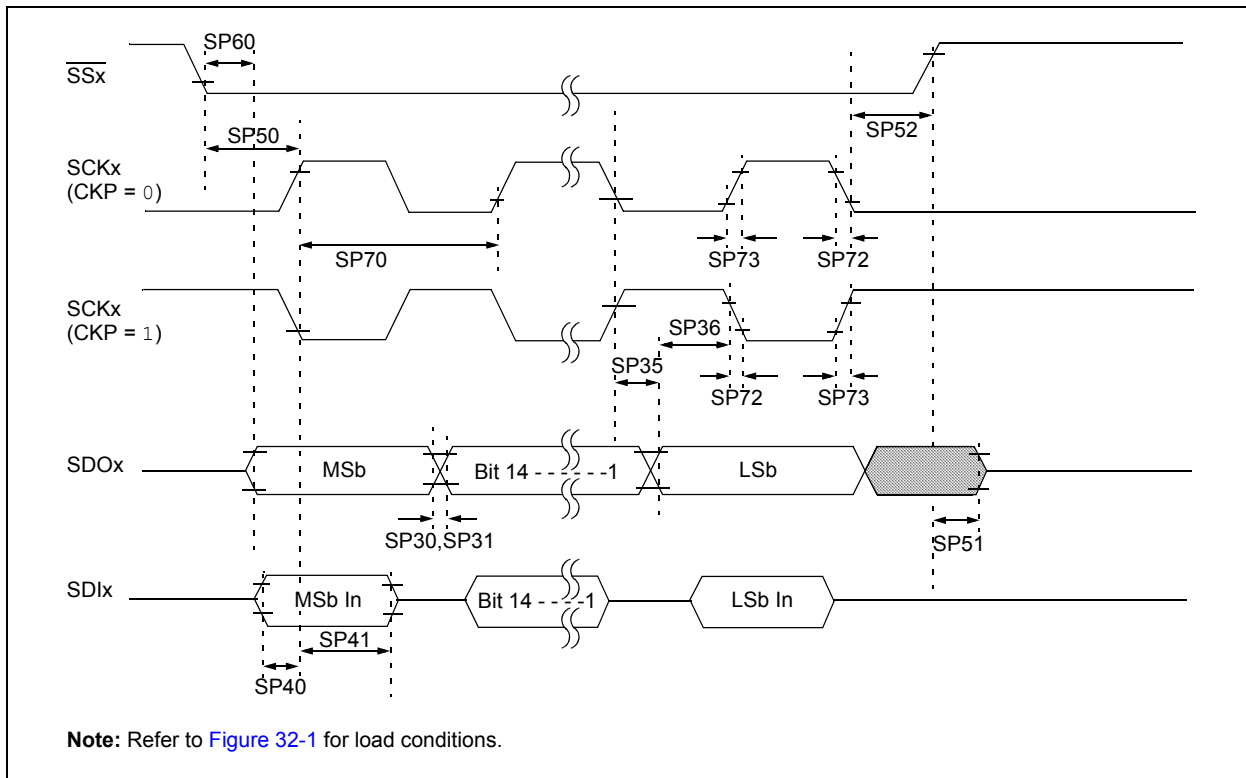 SP60
SSx
SP50
SP52
SCKx
(CKP = 0)
SP70
SP73
SP72
SCKx
(CKP = 1)
SP36
SP35
SP72
SP73
SDOx
MSb
Bit 14 - - - - - -1
LSb
SP30,SP31
SP51
SDIx
MSb In
Bit 14 - - - -1
LSb In
SP41
SP40
Note: Refer to Figure 32-1 for load conditions.